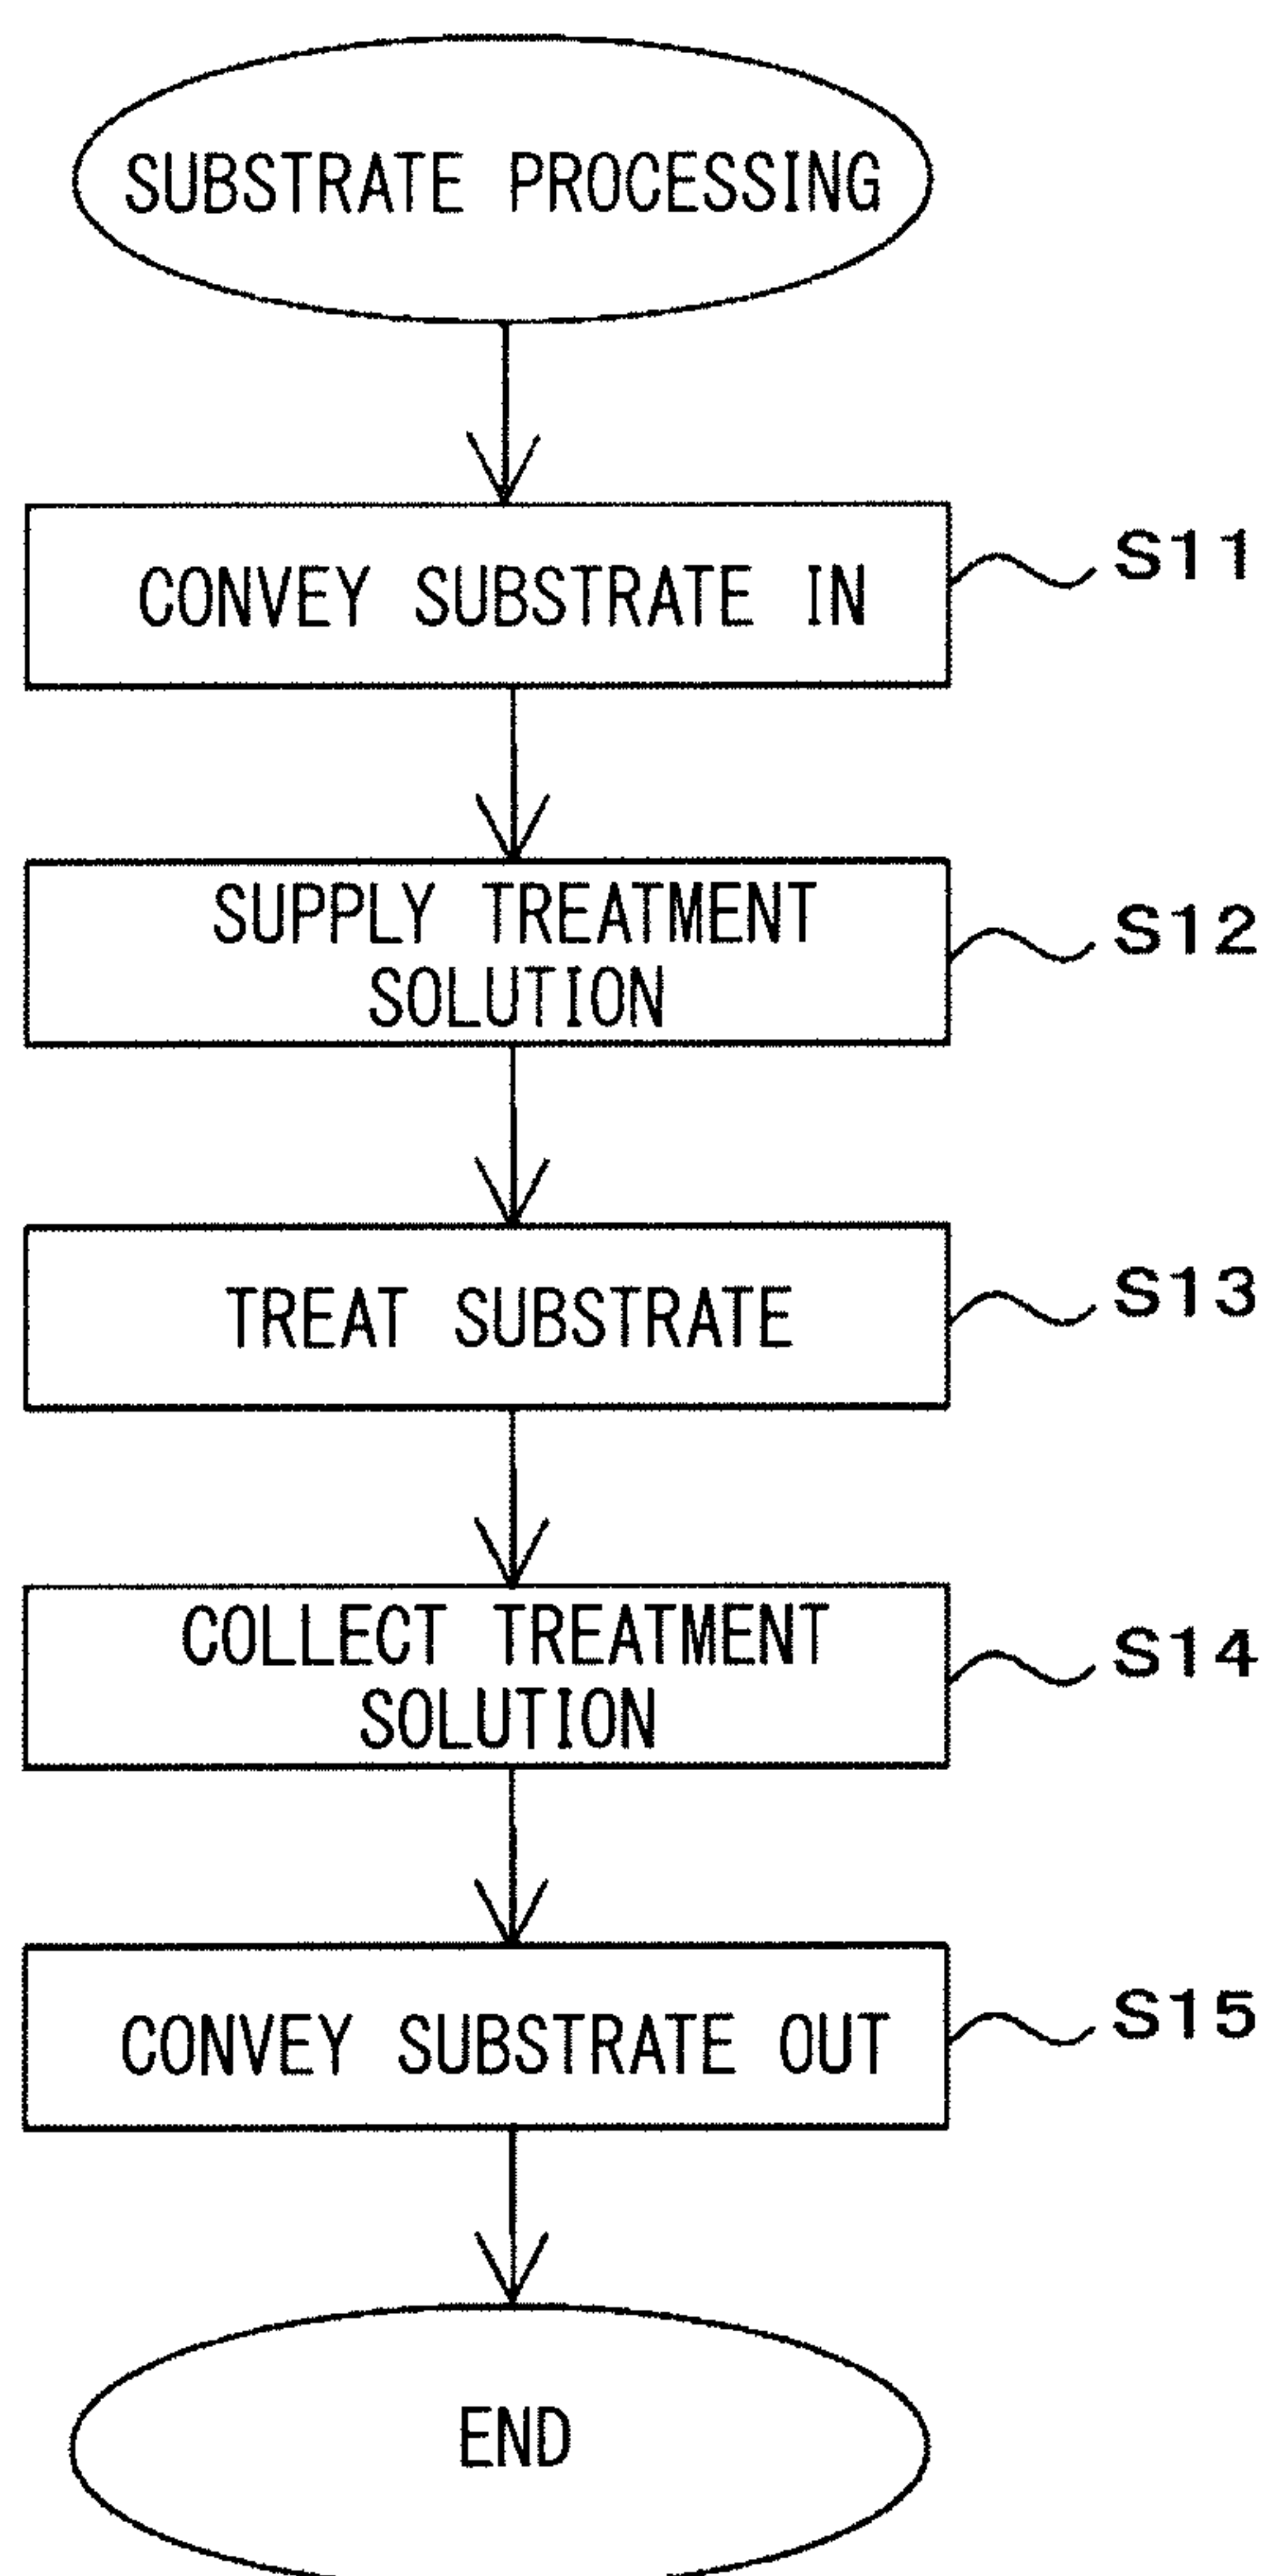 SUBSTRATE PROCESSING
CONVEY SUBSTRATE IN
S11
SUPPLY TREATMENT
SOLUTION
S12
TREAT SUBSTRATE
S13
COLLECT TREATMENT
SOLUTION
S14
CONVEY SUBSTRATE OUT
S15
END